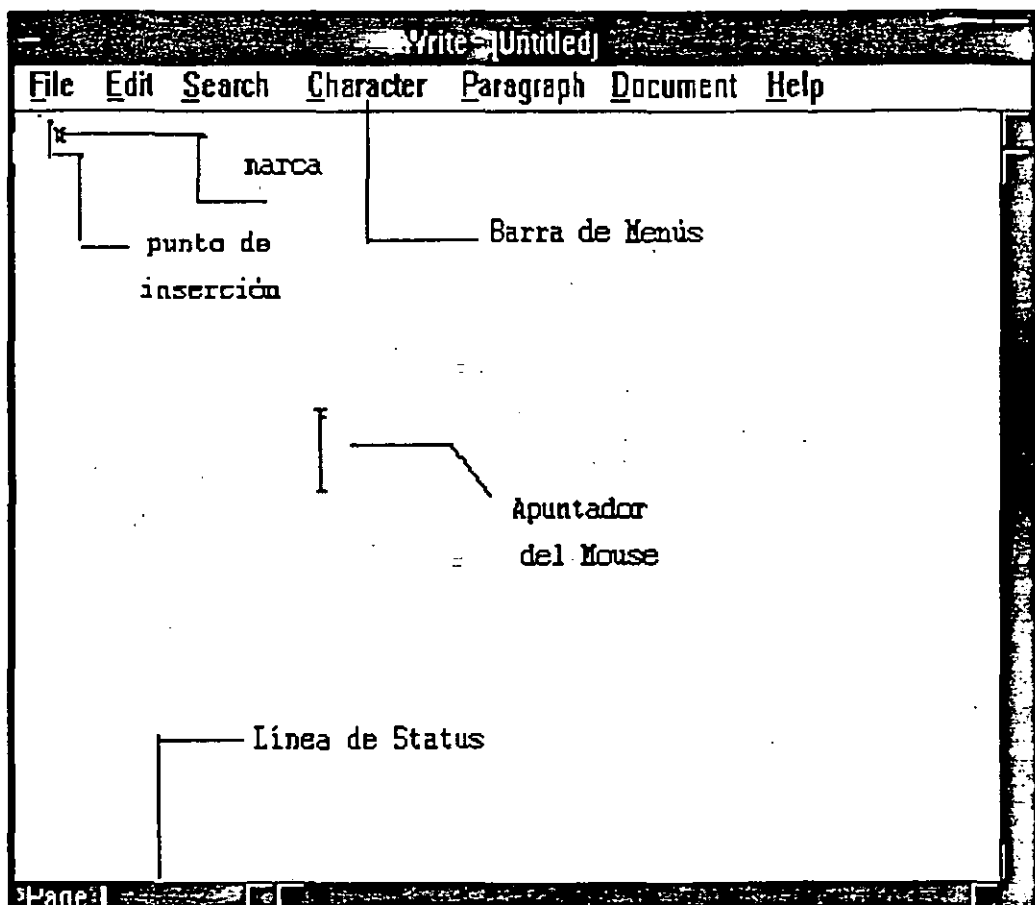 Write - [Untitled]
File Edit Search Character Paragraph Document Help
marca
punto de
inserción
Barra de Menús
Apuntador
del Mouse
Línea de Status
Page 1